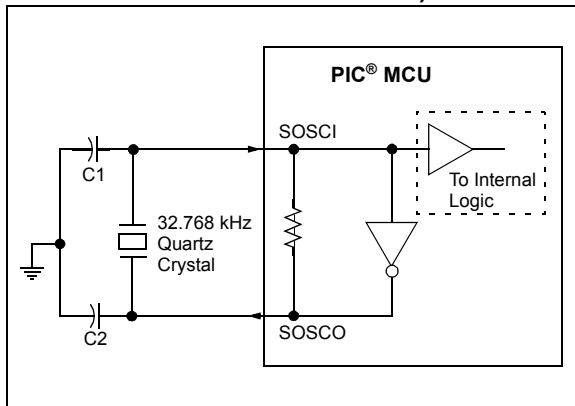 PIC® MCU
SOSCI
C1
To Internal
Logic
32.768 kHz
Quartz
Crystal
SOSCO
C2